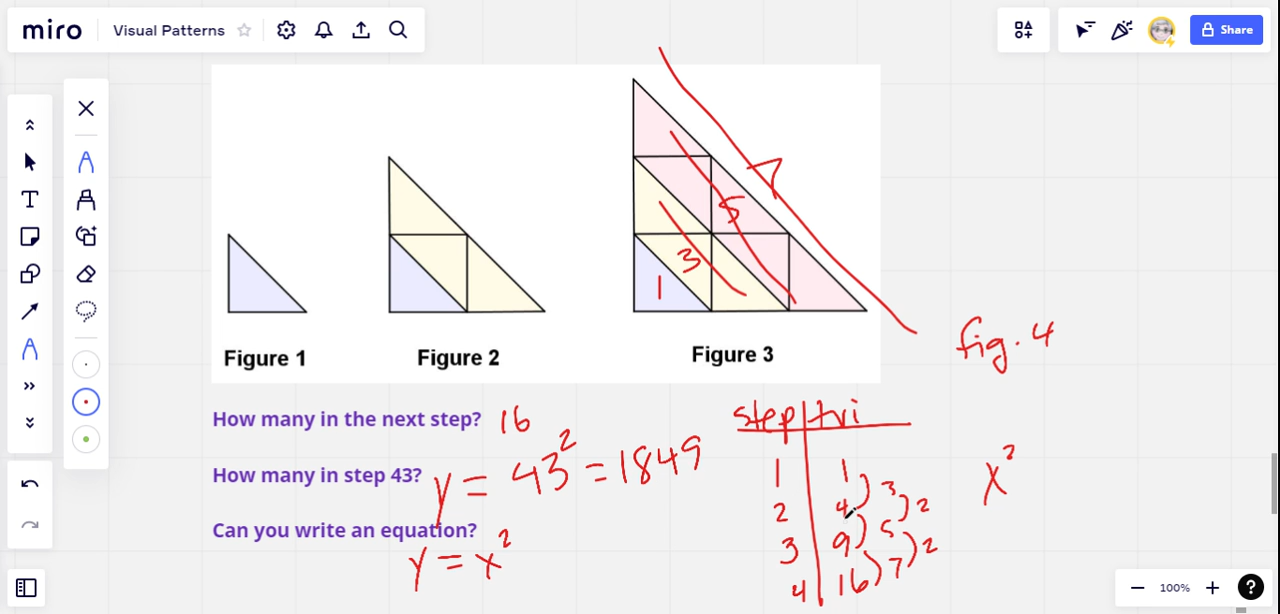 miro Visual Patterns Share
7
5
3
1
Figure 1
Figure 2
Figure 3
fig. 4
How many in the next step? 16
How many in step 43? y = 43² = 1849
Can you write an equation?
y = x²
step tri
1 1
3
2 4 2
5
3 9 2
7
4 16
x²
100%